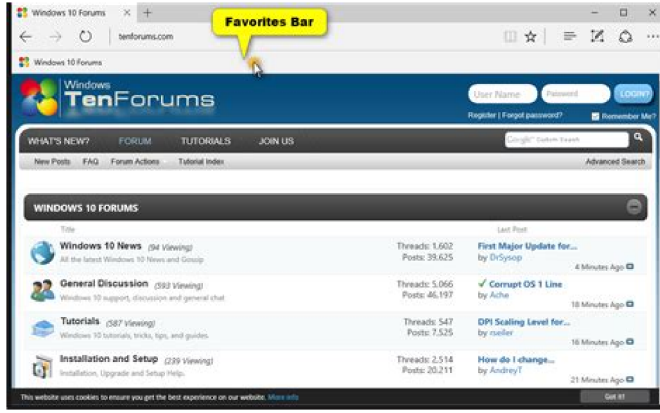 Windows 10 Forums
Favorites Bar
tenforums.com
Windows 10 Forums
Windows
TenForums
User Name Password LOGIN?
Register | Forgot password? Remember Me?
WHAT'S NEW? FORUM TUTORIALS JOIN US
Google Custom Search
New Posts FAQ Forum Actions Tutorial Index Advanced Search
WINDOWS 10 FORUMS
Title Last Post
Windows 10 News (94 Viewing) Threads: 1,602 First Major Update for...
All the latest Windows 10 News and Gossip Posts: 39,625 by DrSysop
4 Minutes Ago
General Discussion (593 Viewing) Threads: 5,066 Corrupt OS 1 Line
Windows 10 support, discussion and general chat Posts: 46,197 by Ache
18 Minutes Ago
Tutorials (587 Viewing) Threads: 547 DPI Scaling Level for...
Windows 10 tutorials, tricks, tips, and guides. Posts: 7,525 by rseiler
16 Minutes Ago
Installation and Setup (239 Viewing) Threads: 2,514 How do I change...
Installation, Upgrade and Setup Help. Posts: 20,211 by AndreyT
21 Minutes Ago
This website uses cookies to ensure you get the best experience on our website. More info Got it!